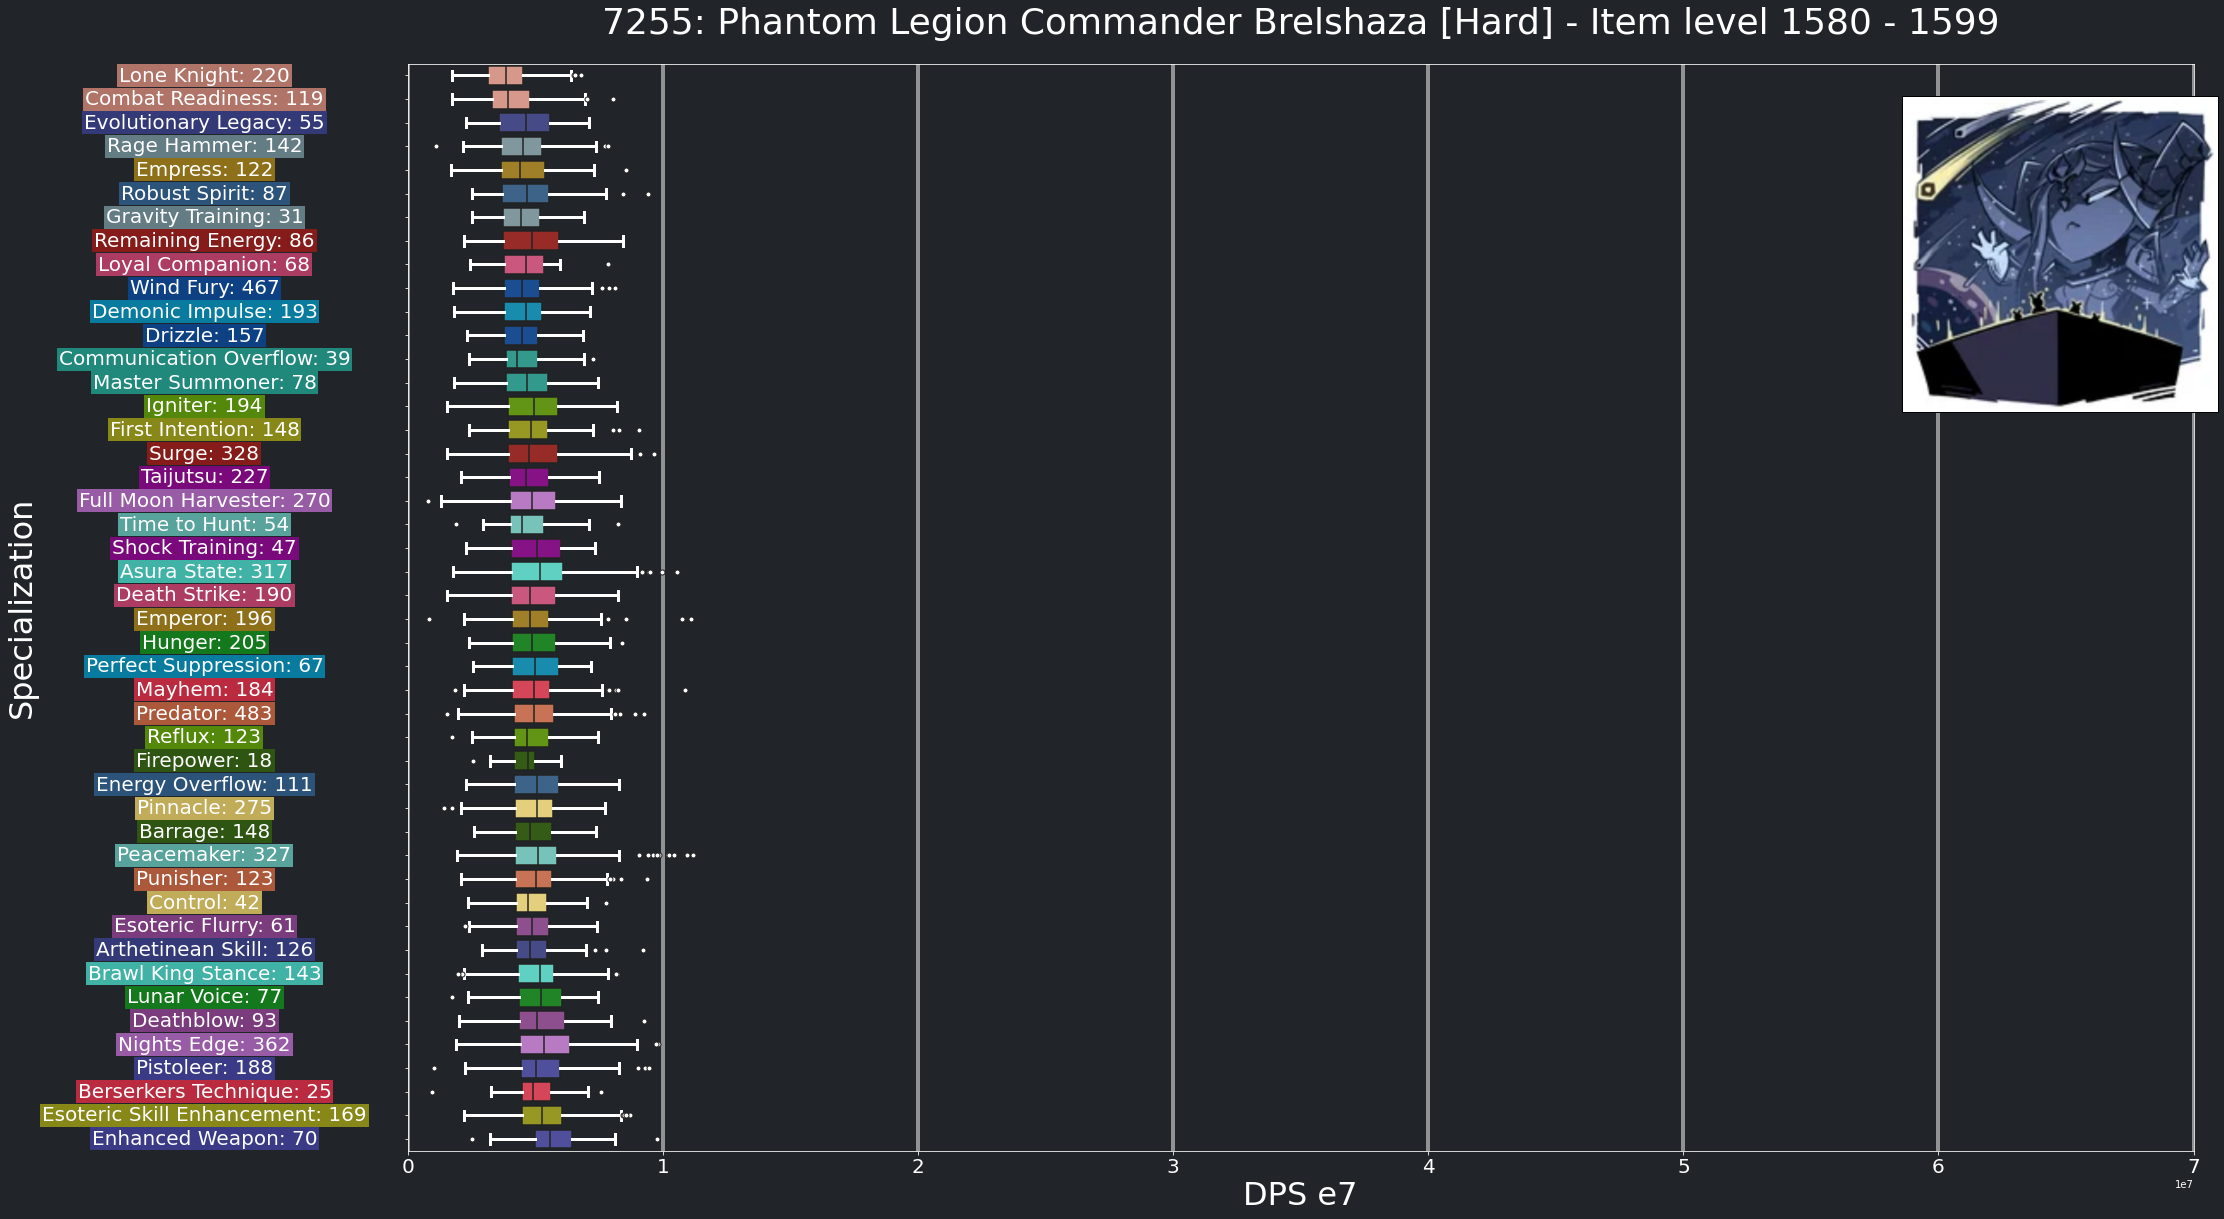 7255: Phantom Legion Commander Brelshaza [Hard] - Item level 1580 - 1599
Lone Knight: 220
Combat Readiness: 119
Evolutionary Legacy: 55
Rage Hammer: 142
Empress: 122
Robust Spirit: 87
Gravity Training: 31
Remaining Energy: 86
Loyal Companion: 68
Wind Fury: 467
Demonic Impulse: 193
Drizzle: 157
Communication Overflow: 39
Master Summoner: 78
Igniter: 194
First Intention: 148
Surge: 328
Taijutsu: 227
Full Moon Harvester: 270
Time to Hunt: 54
Shock Training: 47
Asura State: 317
Death Strike: 190
Emperor: 196
Hunger: 205
Perfect Suppression: 67
Mayhem: 184
Predator: 483
Reflux: 123
Firepower: 18
Energy Overflow: 111
Pinnacle: 275
Barrage: 148
Peacemaker: 327
Punisher: 123
Control: 42
Esoteric Flurry: 61
Arthetinean Skill: 126
Brawl King Stance: 143
Lunar Voice: 77
Deathblow: 93
Nights Edge: 362
Pistoleer: 188
Berserkers Technique: 25
Esoteric Skill Enhancement: 169
Enhanced Weapon: 70
Specialization
0 1 2 3 4 5 6 7
1e7
DPS e7